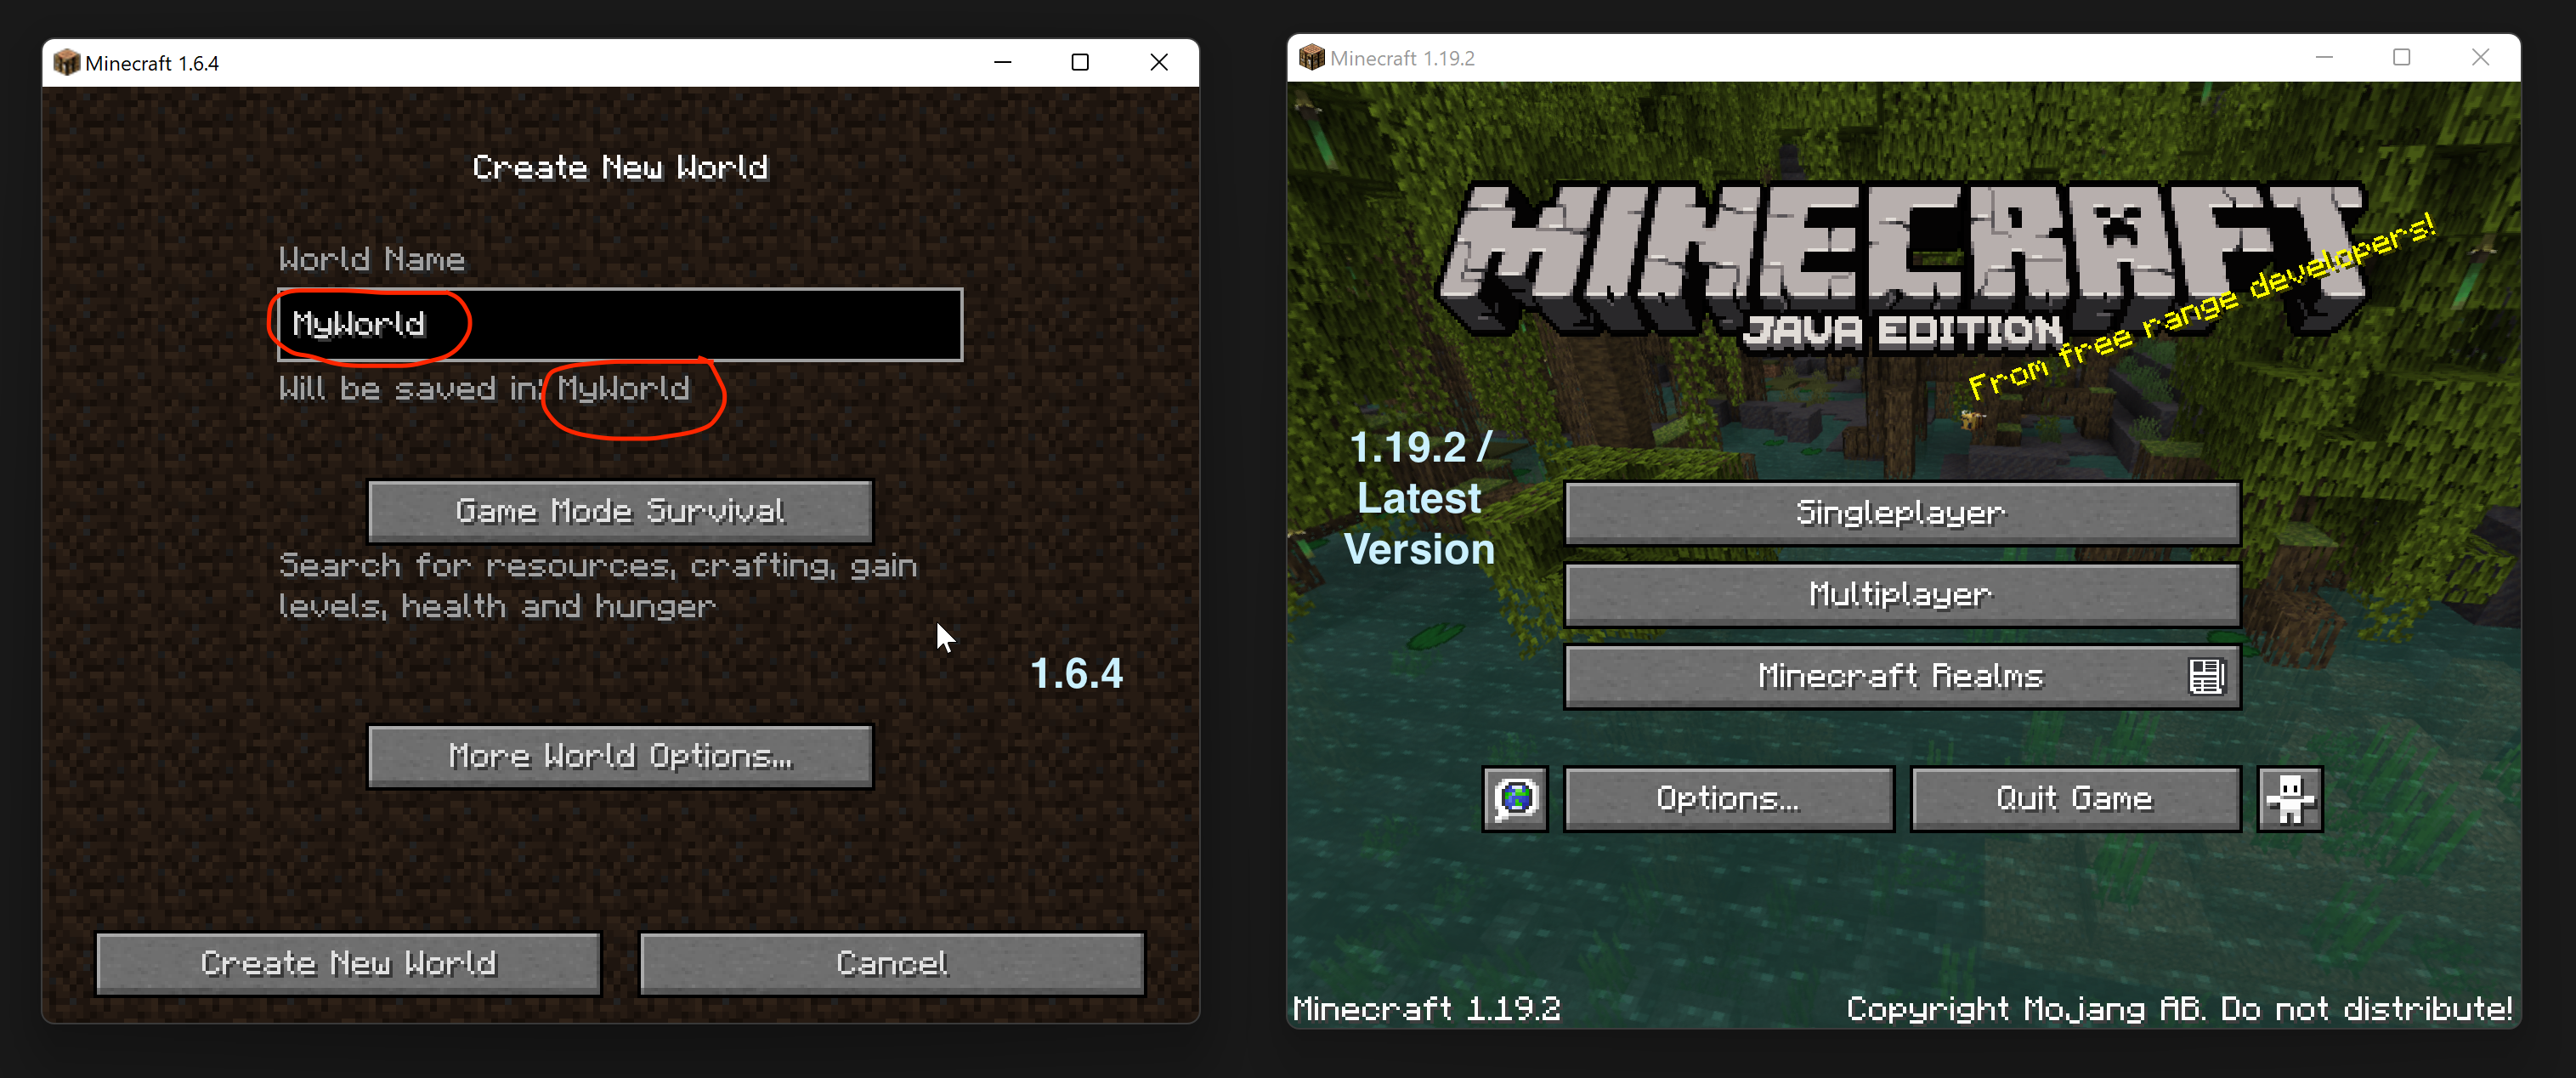 Minecraft 1.6.4
Create New World
World Name
MyWorld
Will be saved in: MyWorld
Game Mode Survival
Search for resources, crafting, gain
levels, health and hunger
1.6.4
More World Options...
Create New World
Cancel
Minecraft 1.19.2
MINECRAFT
JAVA EDITION
From free range developers!
1.19.2 /
Latest
Version
Singleplayer
Multiplayer
Minecraft Realms
Options...
Quit Game
Minecraft 1.19.2
Copyright Mojang AB. Do not distribute!